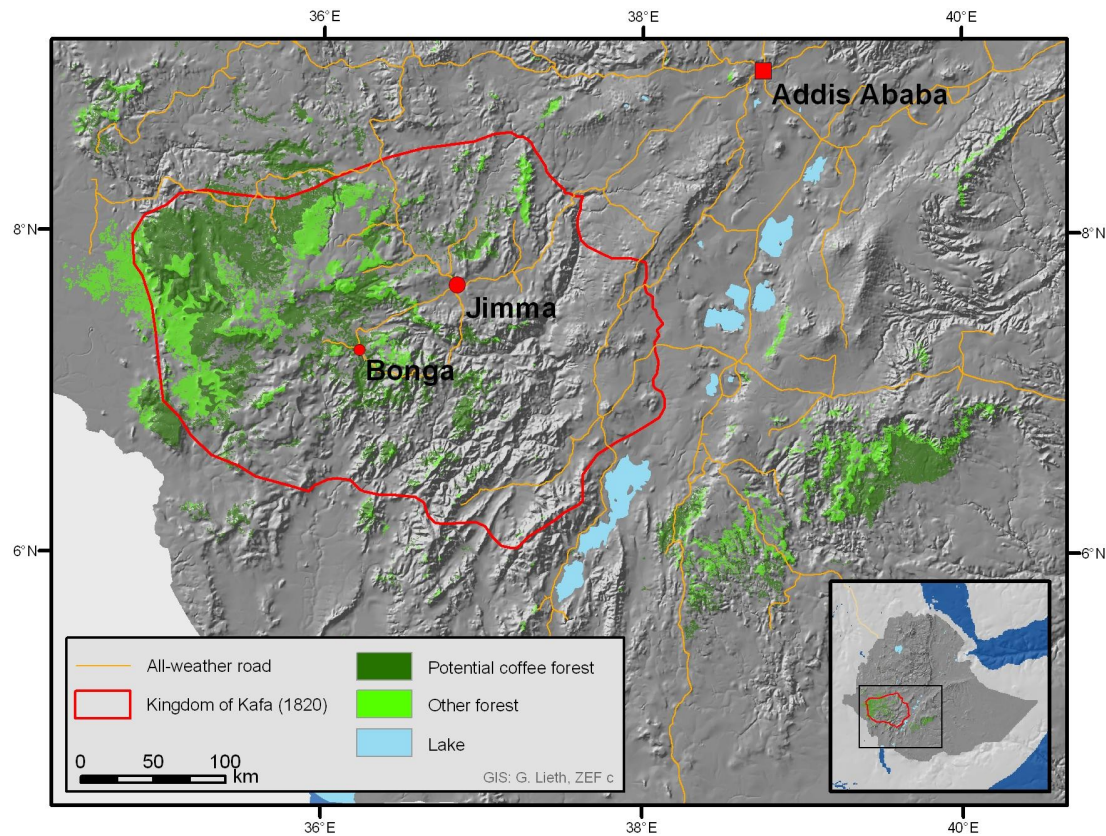 36°E
38°E
40°E
Addis Ababa
8°N
8°N
Jimma
Bonga
6°N
6°N
All-weather road
Kingdom of Kafa (1820)
Potential coffee forest
Other forest
Lake
0
50
100
km
GIS: G. Lieth, ZEF c
36°E
38°E
40°E